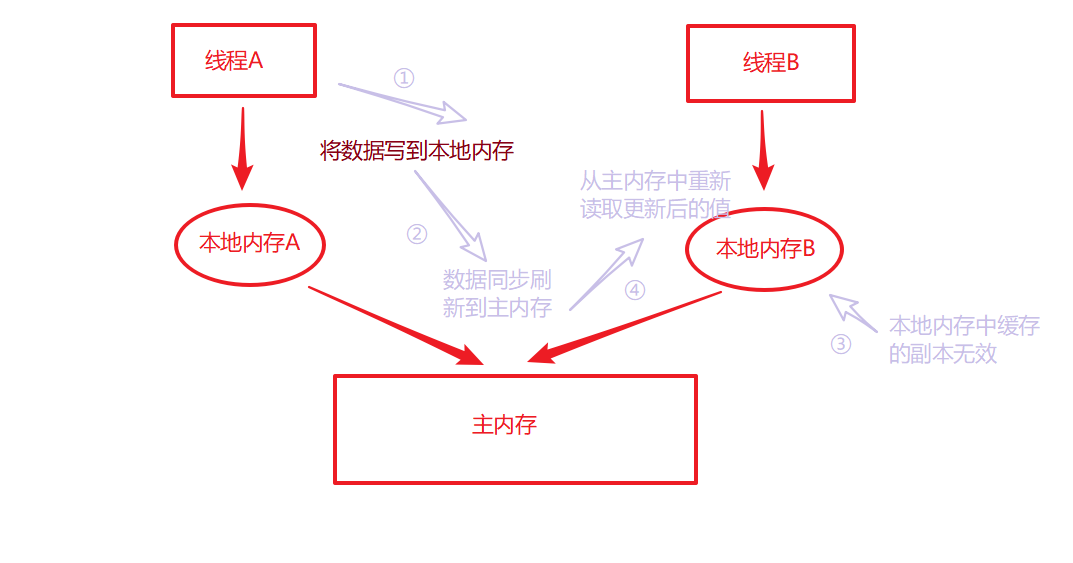 线程A
线程B
①
将数据写到本地内存
从主内存中重新
读取更新后的值
②
本地内存A
本地内存B
数据同步刷
新到主内存
④
③
本地内存中缓存
的副本无效
主内存